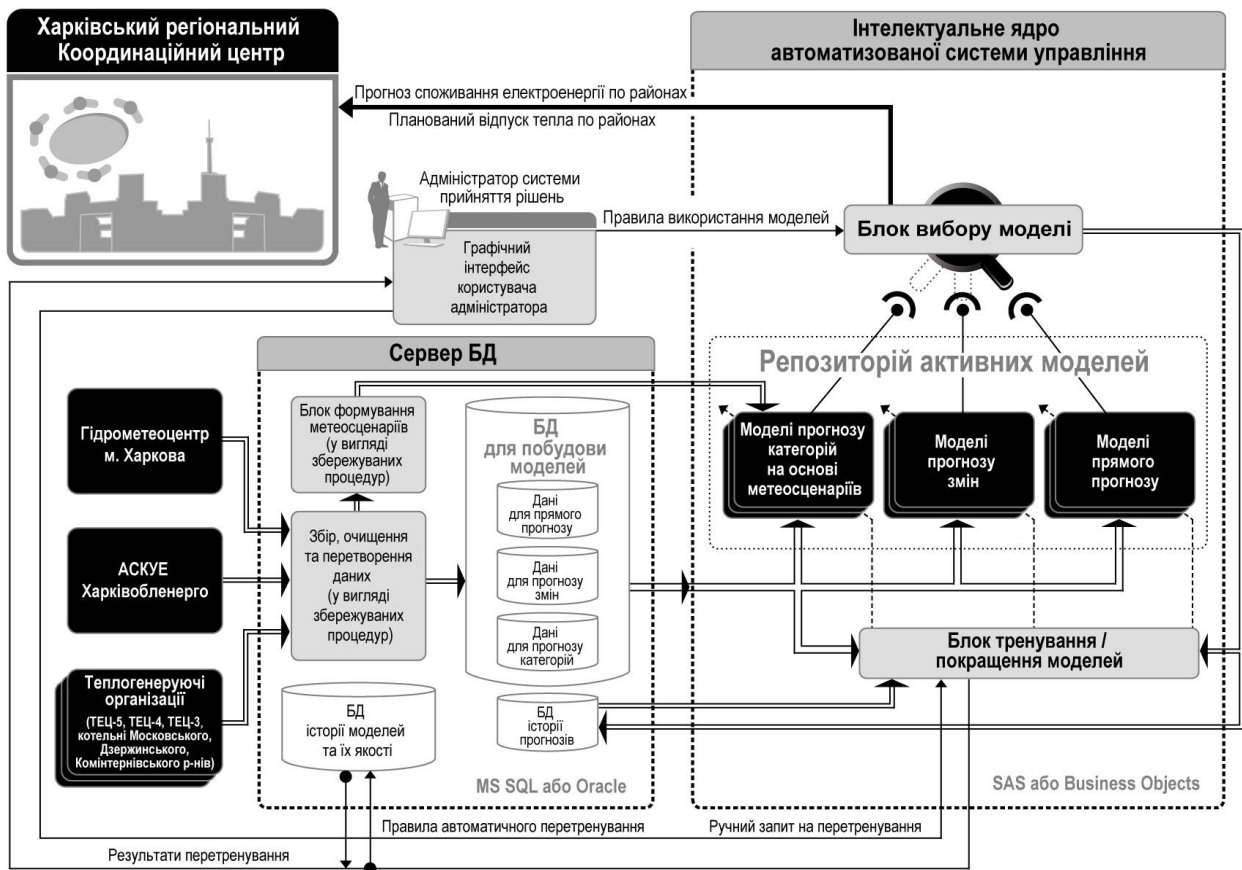 Харківський регіональний
Координаційний центр
Інтелектуальне ядро
автоматизованої системи управління
Прогноз споживання електроенергії по районах
Планований відпуск тепла по районах
Адміністратор системи
прийняття рішень
Правила використання моделей
Блок вибору моделі
Графічний
інтерфейс
користувача
адміністратора
Сервер БД
Репозиторій активних моделей
Гідрометеоцентр
м. Харкова
Блок формування
метеосценаріїв
(у вигляді
збережуваних
процедур)
БД
для побудови
моделей
Моделі прогнозу
категорій
на основі
метеосценаріїв
Моделі
прогнозу
змін
Моделі
прямого
прогнозу
Дані
для прямого
прогнозу
АСКУЕ
Харківобленерго
Збір, очищення
та перетворення
даних
(у вигляді
збережуваних
процедур)
Дані
для прогнозу
змін
Дані
для прогнозу
категорій
Блок тренування /
покращення моделей
Теплогенеруючі
організації
(ТЕЦ-5, ТЕЦ-4, ТЕЦ-3,
котельні Московського,
Дзержинського,
Комінтернівського р-нів)
БД
історії моделей
та їх якості
БД
історії
прогнозів
MS SQL або Oracle
SAS або Business Objects
Правила автоматичного перетренування
Ручний запит на перетренування
Результати перетренування